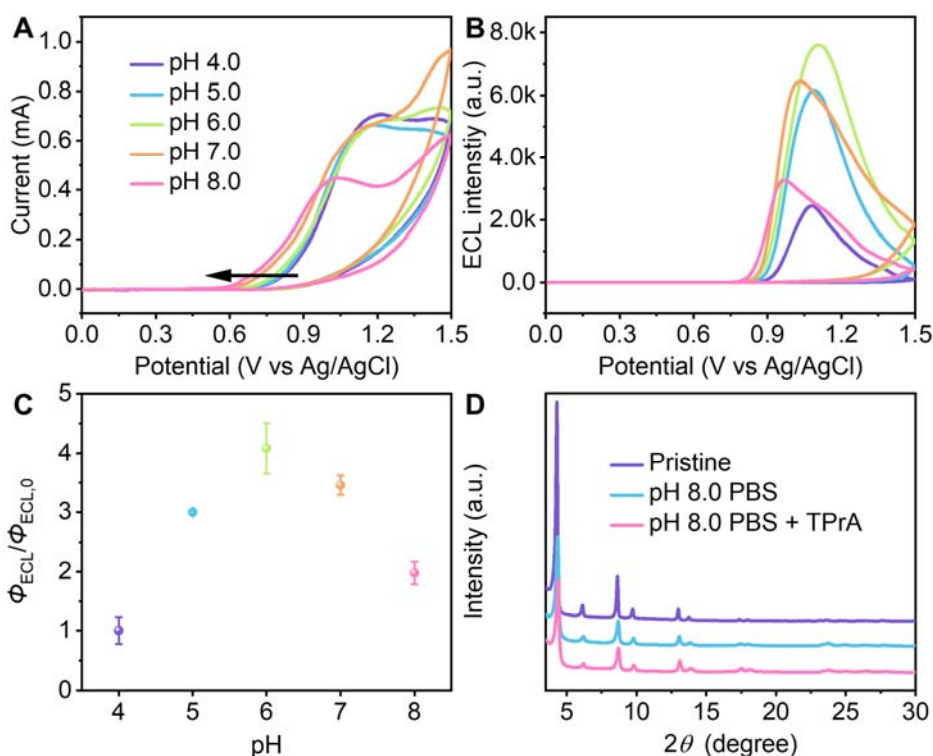 A
1.0
0.8
0.6
0.4
0.2
0.0
Current (mA)
pH 4.0
pH 5.0
pH 6.0
pH 7.0
pH 8.0
0.0 0.3 0.6 0.9 1.2 1.5
Potential (V vs Ag/AgCl)
B
8.0k
6.0k
4.0k
2.0k
0.0
ECL intenstiy (a.u.)
0.0 0.3 0.6 0.9 1.2 1.5
Potential (V vs Ag/AgCl)
C
5
4
3
2
1
0
Φ_ECL/Φ_ECL,0
4 5 6 7 8
pH
D
Intensity (a.u.)
Pristine
pH 8.0 PBS
pH 8.0 PBS + TPrA
5 10 15 20 25 30
2θ (degree)